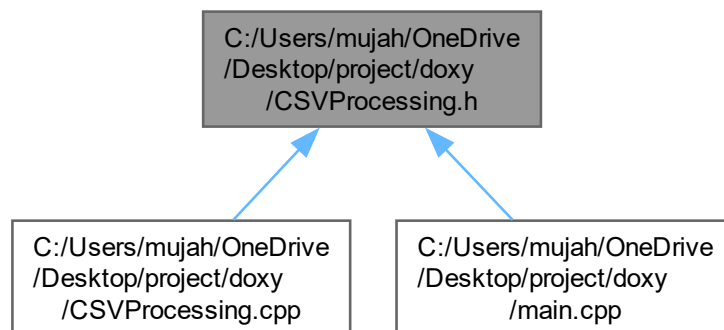 C:/Users/mujah/OneDrive
/Desktop/project/doxy
/CSVProcessing.h
C:/Users/mujah/OneDrive
/Desktop/project/doxy
/CSVProcessing.cpp
C:/Users/mujah/OneDrive
/Desktop/project/doxy
/main.cpp